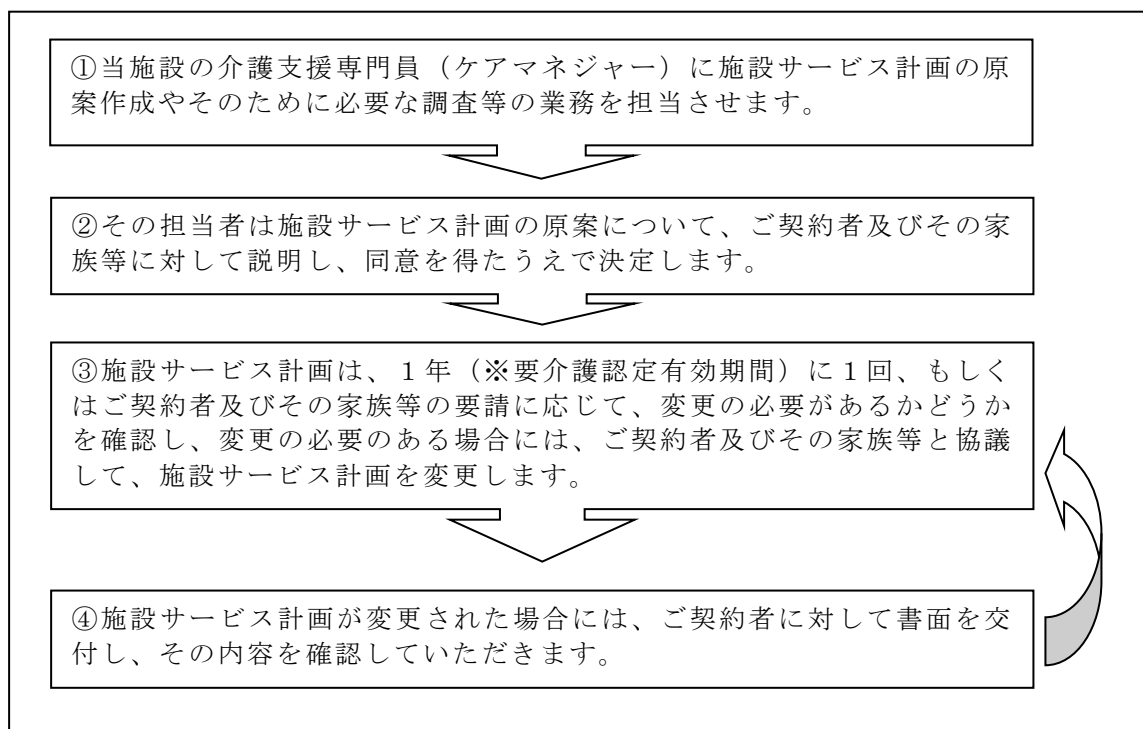 ①当施設の介護支援専門員（ケアマネジャー）に施設サービス計画の原
案作成やそのために必要な調査等の業務を担当させます。
②その担当者は施設サービス計画の原案について、ご契約者及びその家
族等に対して説明し、同意を得たうえで決定します。
③施設サービス計画は、１年（※要介護認定有効期間）に１回、もしく
はご契約者及びその家族等の要請に応じて、変更の必要があるかどうか
を確認し、変更の必要のある場合には、ご契約者及びその家族等と協議
して、施設サービス計画を変更します。
④施設サービス計画が変更された場合には、ご契約者に対して書面を交
付し、その内容を確認していただきます。